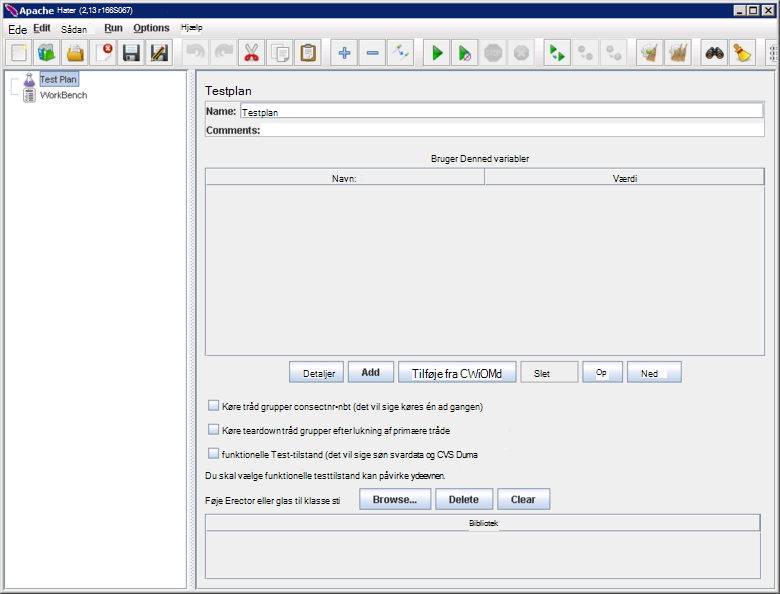 Apache Hater (2,13 r1665067)
Ede Edit Sådan Run Options Hjælp
Test Plan
WorkBench
Testplan
Name: Testplan
Comments:
Bruger Denned variabler
Navn: Værdi
Detaljer Add Tilføje fra CWiOMd Slet Op Ned
Køre tråd grupper consectnr•nbt (det vil sige køres én ad gangen)
Køre teardown tråd grupper efter lukning af primære tråde
funktionelle Test-tilstand (det vil sige søn svardata og CVS Duma
Du skal vælge funktionelle testtilstand kan påvirke ydeevnen.
Føje Erector eller glas til klasse sti Browse... Delete Clear
Bibliotek